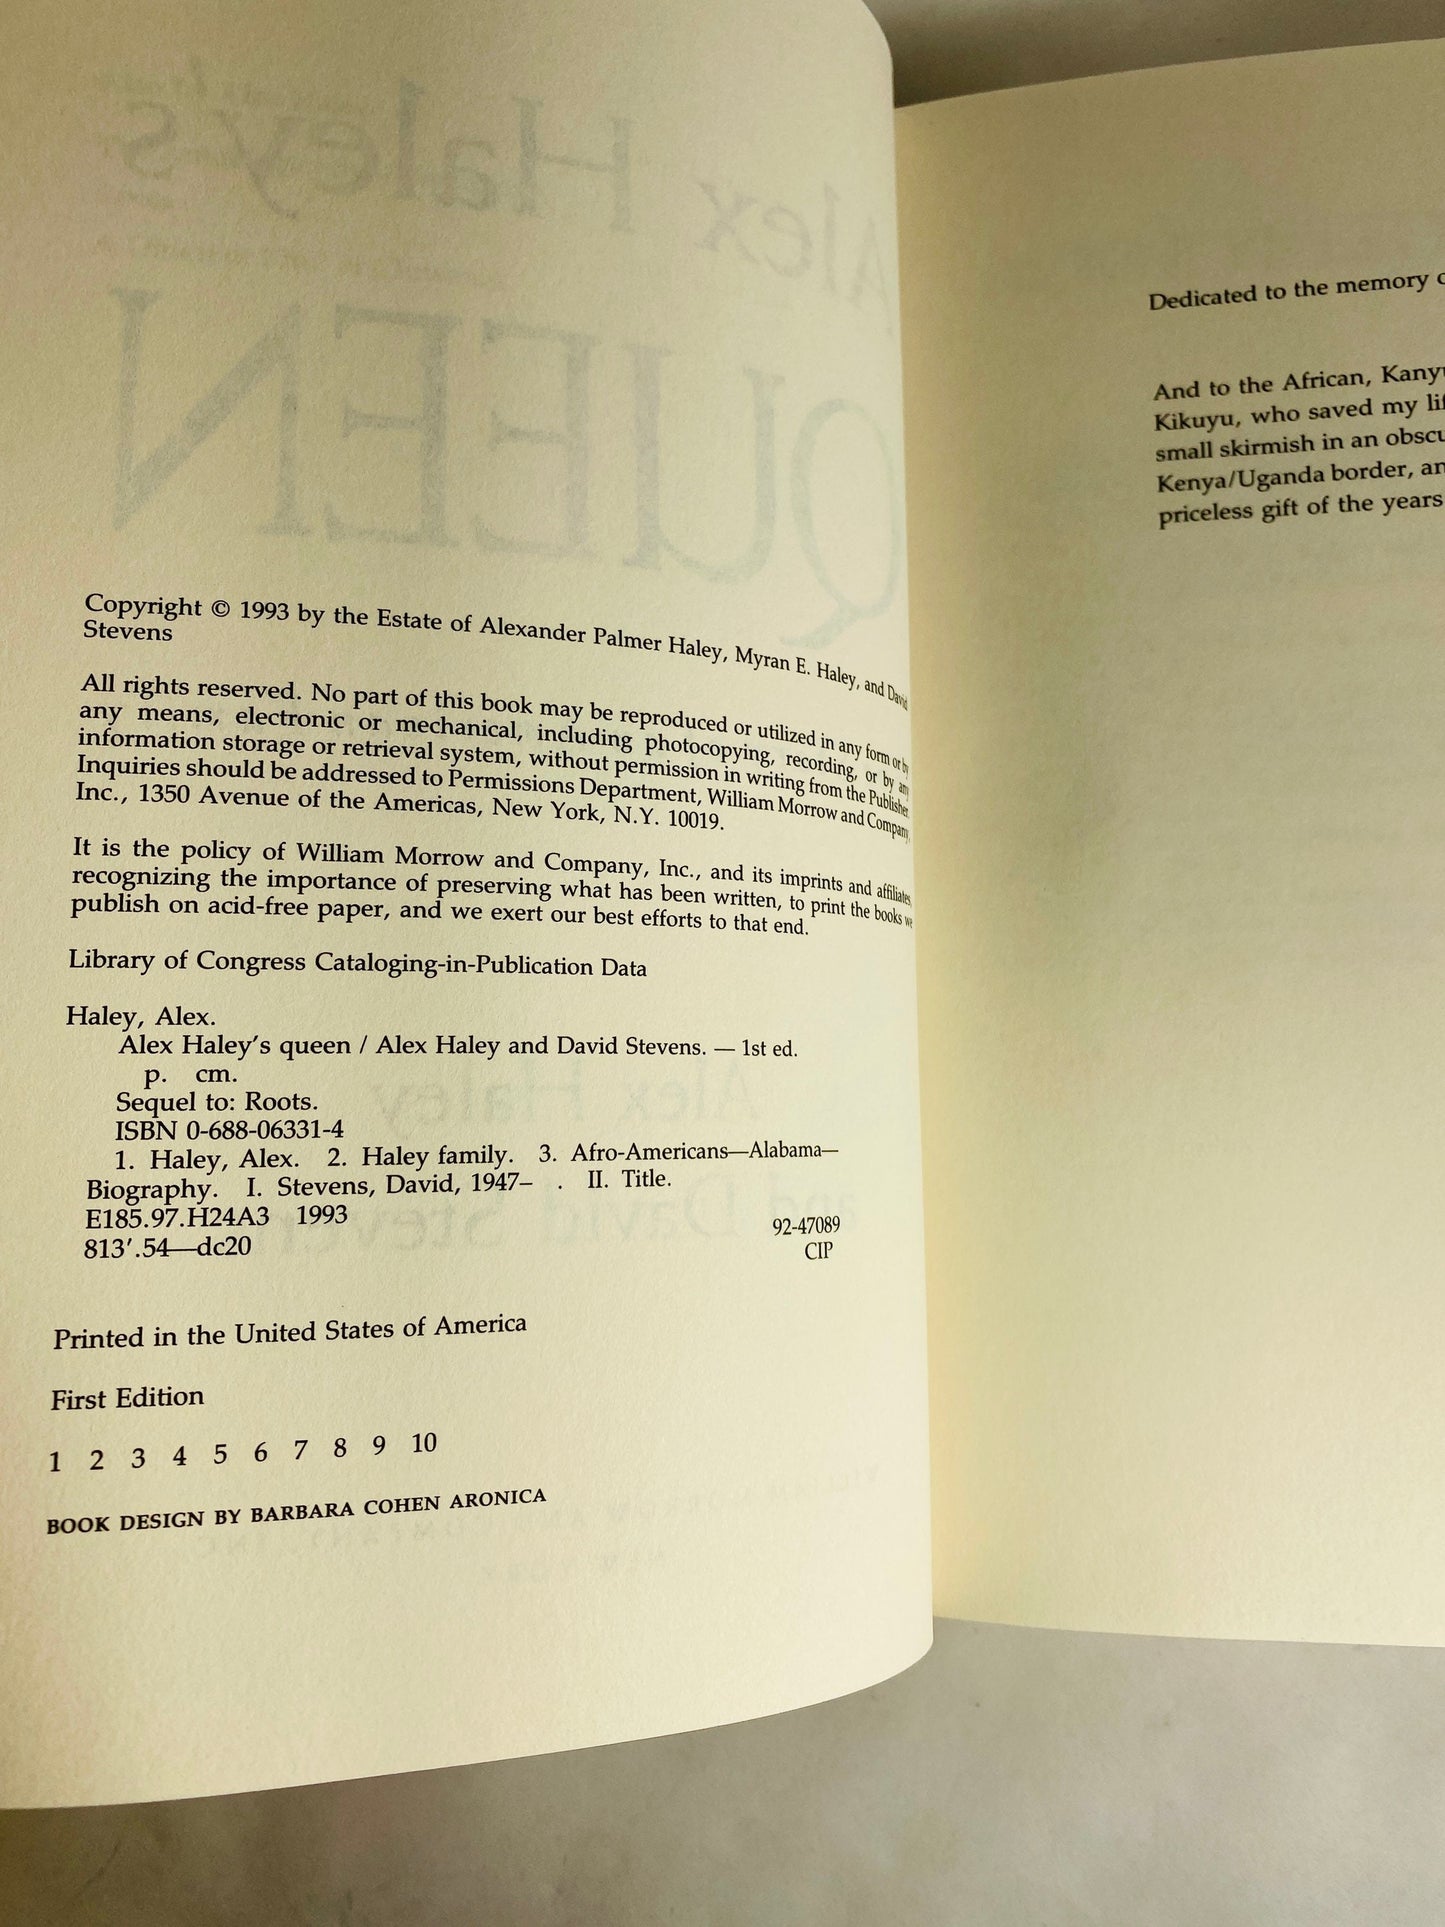 Copyright © 1993 by the Estate of Alexander Palmer Haley, Myran E. Haley, and David
Stevens
All rights reserved. No part of this book may be reproduced or utilized in any form or by
any means, electronic or mechanical, including photocopying, recording, or by any
information storage or retrieval system, without permission in writing from the Publisher.
Inquiries should be addressed to Permissions Department, William Morrow and Company,
Inc., 1350 Avenue of the Americas, New York, N.Y. 10019.
It is the policy of William Morrow and Company, Inc., and its imprints and affiliates,
recognizing the importance of preserving what has been written, to print the books we
publish on acid-free paper, and we exert our best efforts to that end.
Library of Congress Cataloging-in-Publication Data
Haley, Alex.
Alex Haley's queen / Alex Haley and David Stevens. — 1st ed.
p. cm.
Sequel to: Roots.
ISBN 0-688-06331-4
1. Haley, Alex. 2. Haley family. 3. Afro-Americans—Alabama—
Biography. I. Stevens, David, 1947– . II. Title.
E185.97.H24A3 1993
813'.54—dc20
92-47089
CIP
Printed in the United States of America
First Edition
1 2 3 4 5 6 7 8 9 10
BOOK DESIGN BY BARBARA COHEN ARONICA
Dedicated to the memory
And to the African,
Kikuyu, who saved my
small skirmish in an
Kenya/Uganda border,
priceless gift of the years
Alex Haley's
QUEEN
Alex Haley
David Stevens